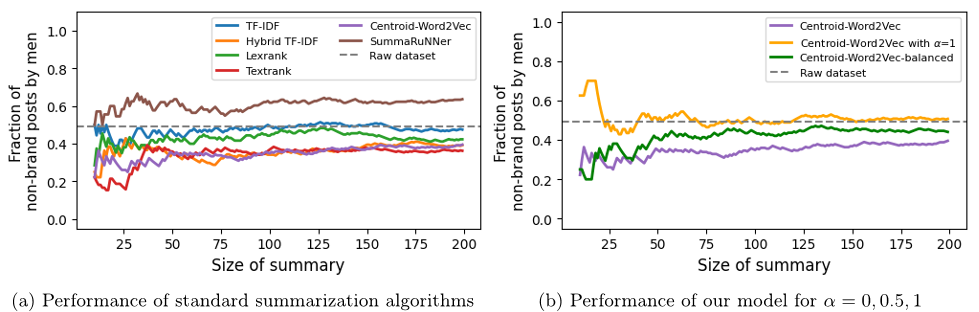 Fraction of
non-brand posts by men
1.0
0.8
0.6
0.4
0.2
0.0
TF-IDF
Hybrid TF-IDF
Lexrank
Textrank
Centroid-Word2Vec
SummaRuNNer
Raw dataset
25 50 75 100 125 150 175 200
Size of summary
(a) Performance of standard summarization algorithms
Fraction of
non-brand posts by men
1.0
0.8
0.6
0.4
0.2
0.0
Centroid-Word2Vec
Centroid-Word2Vec with α=1
Centroid-Word2Vec-balanced
Raw dataset
25 50 75 100 125 150 175 200
Size of summary
(b) Performance of our model for α = 0, 0.5, 1